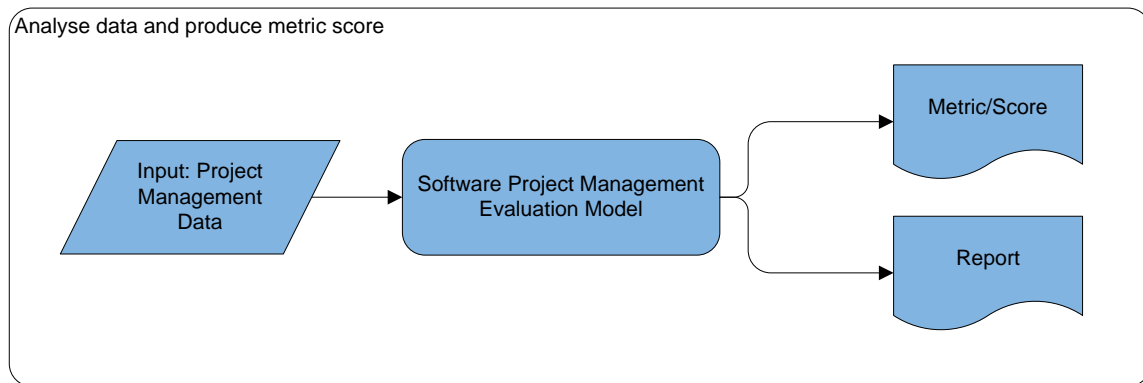 Analyse data and produce metric score
Input: Project
Management
Data
Software Project Management
Evaluation Model
Metric/Score
Report